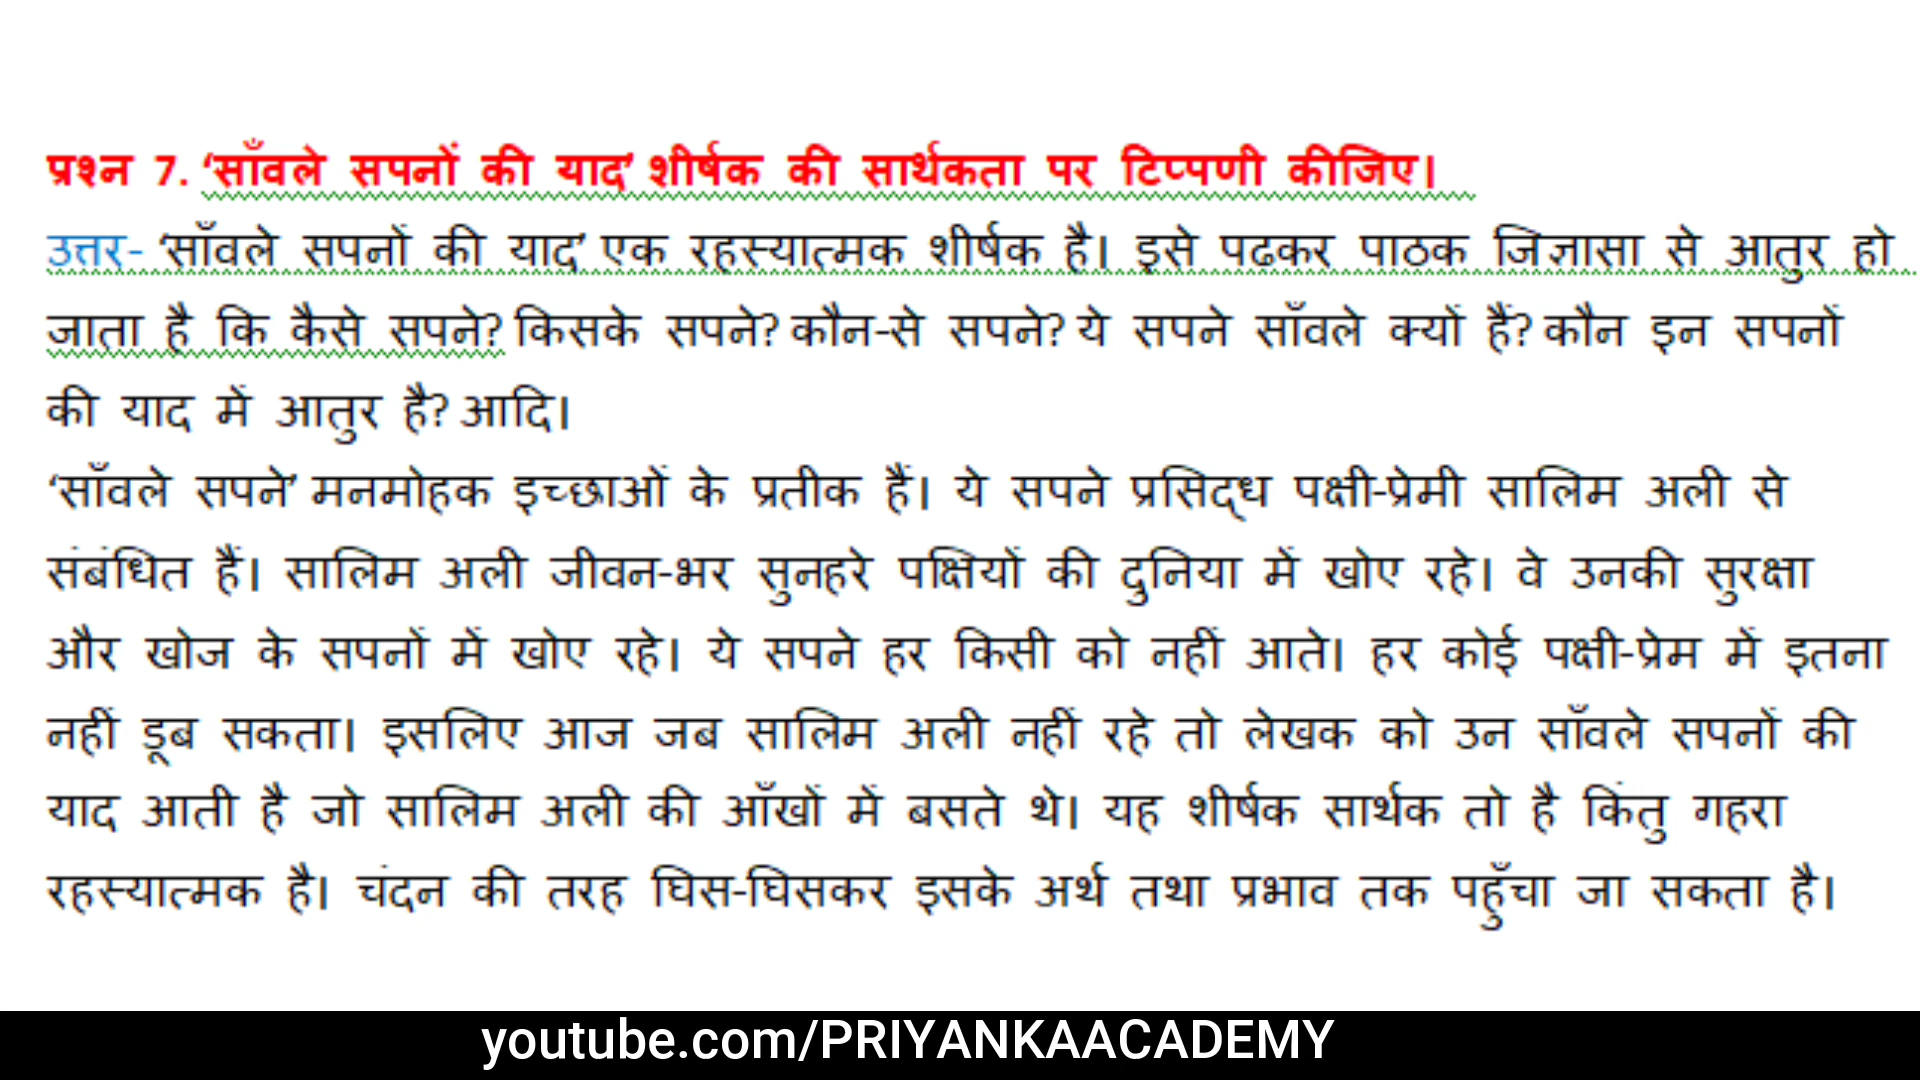 प्रश्न 7. ‘साँवले सपनों की याद’ शीर्षक की सार्थकता पर टिप्पणी कीजिए।
उत्तर- ‘साँवले सपनों की याद’ एक रहस्यात्मक शीर्षक है। इसे पढकर पाठक जिज्ञासा से आतुर हो
जाता है कि कैसे सपने? किसके सपने? कौन-से सपने? ये सपने साँवले क्यों हैं? कौन इन सपनों
की याद में आतुर है? आदि।
‘साँवले सपने’ मनमोहक इच्छाओं के प्रतीक हैं। ये सपने प्रसिद्ध पक्षी-प्रेमी सालिम अली से
संबंधित हैं। सालिम अली जीवन-भर सुनहरे पक्षियों की दुनिया में खोए रहे। वे उनकी सुरक्षा
और खोज के सपनों में खोए रहे। ये सपने हर किसी को नहीं आते। हर कोई पक्षी-प्रेम में इतना
नहीं डूब सकता। इसलिए आज जब सालिम अली नहीं रहे तो लेखक को उन साँवले सपनों की
याद आती है जो सालिम अली की आँखों में बसते थे। यह शीर्षक सार्थक तो है किंतु गहरा
रहस्यात्मक है। चंदन की तरह घिस-घिसकर इसके अर्थ तथा प्रभाव तक पहुँचा जा सकता है।
youtube.com/PRIYANKAACADEMY